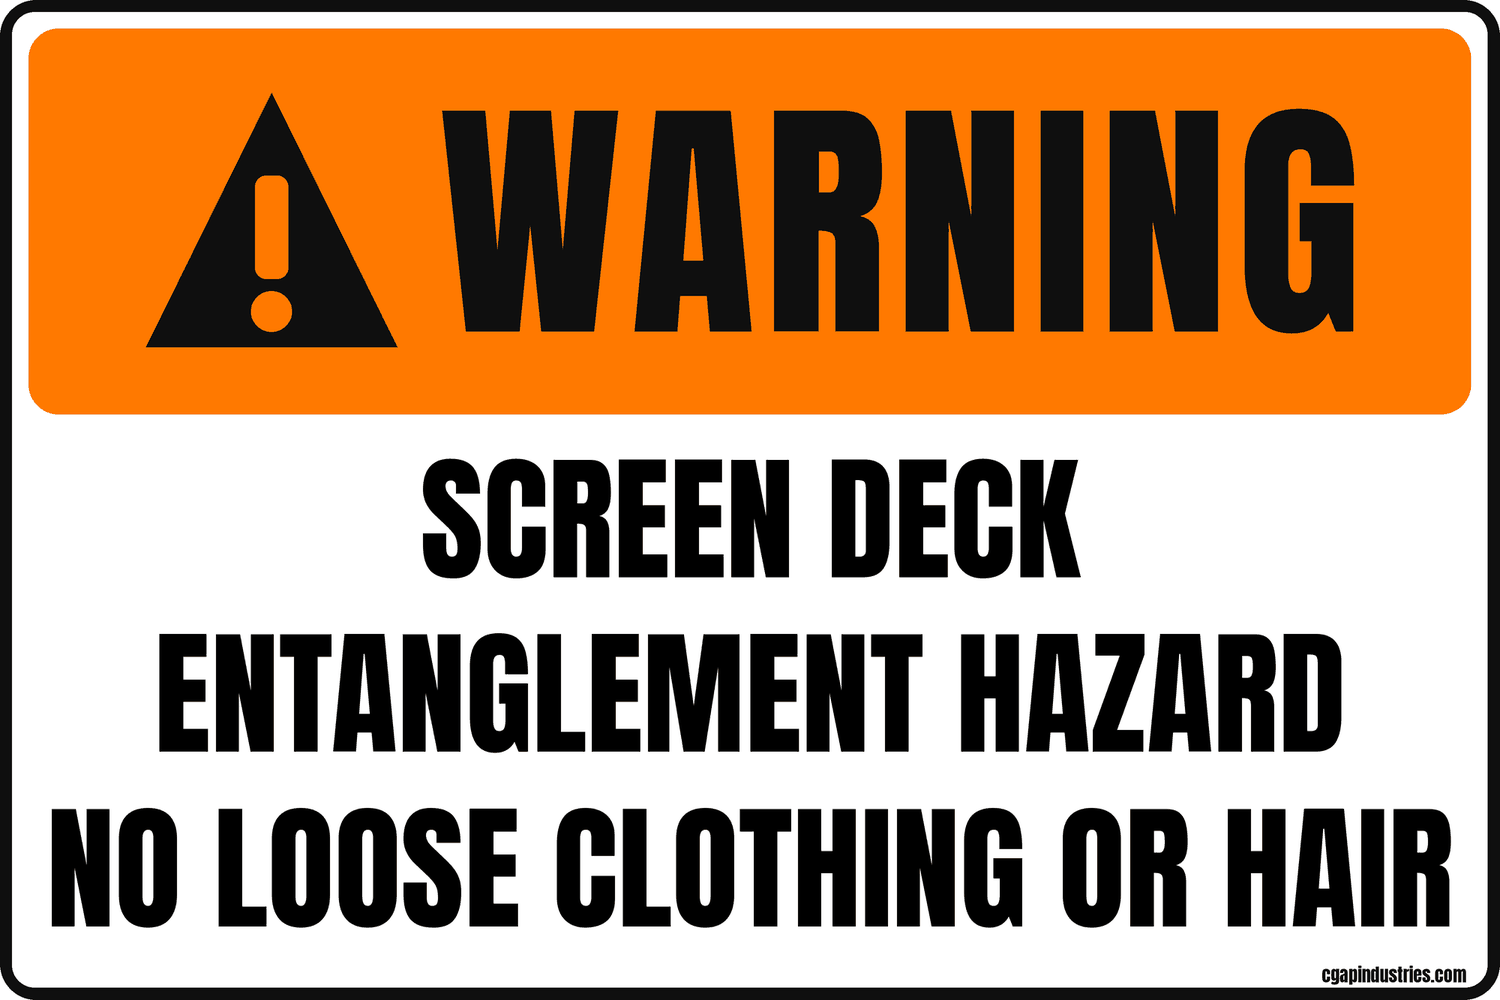 WARNING
SCREEN DECK
ENTANGLEMENT HAZARD
NO LOOSE CLOTHING OR HAIR
cgapindustries.com